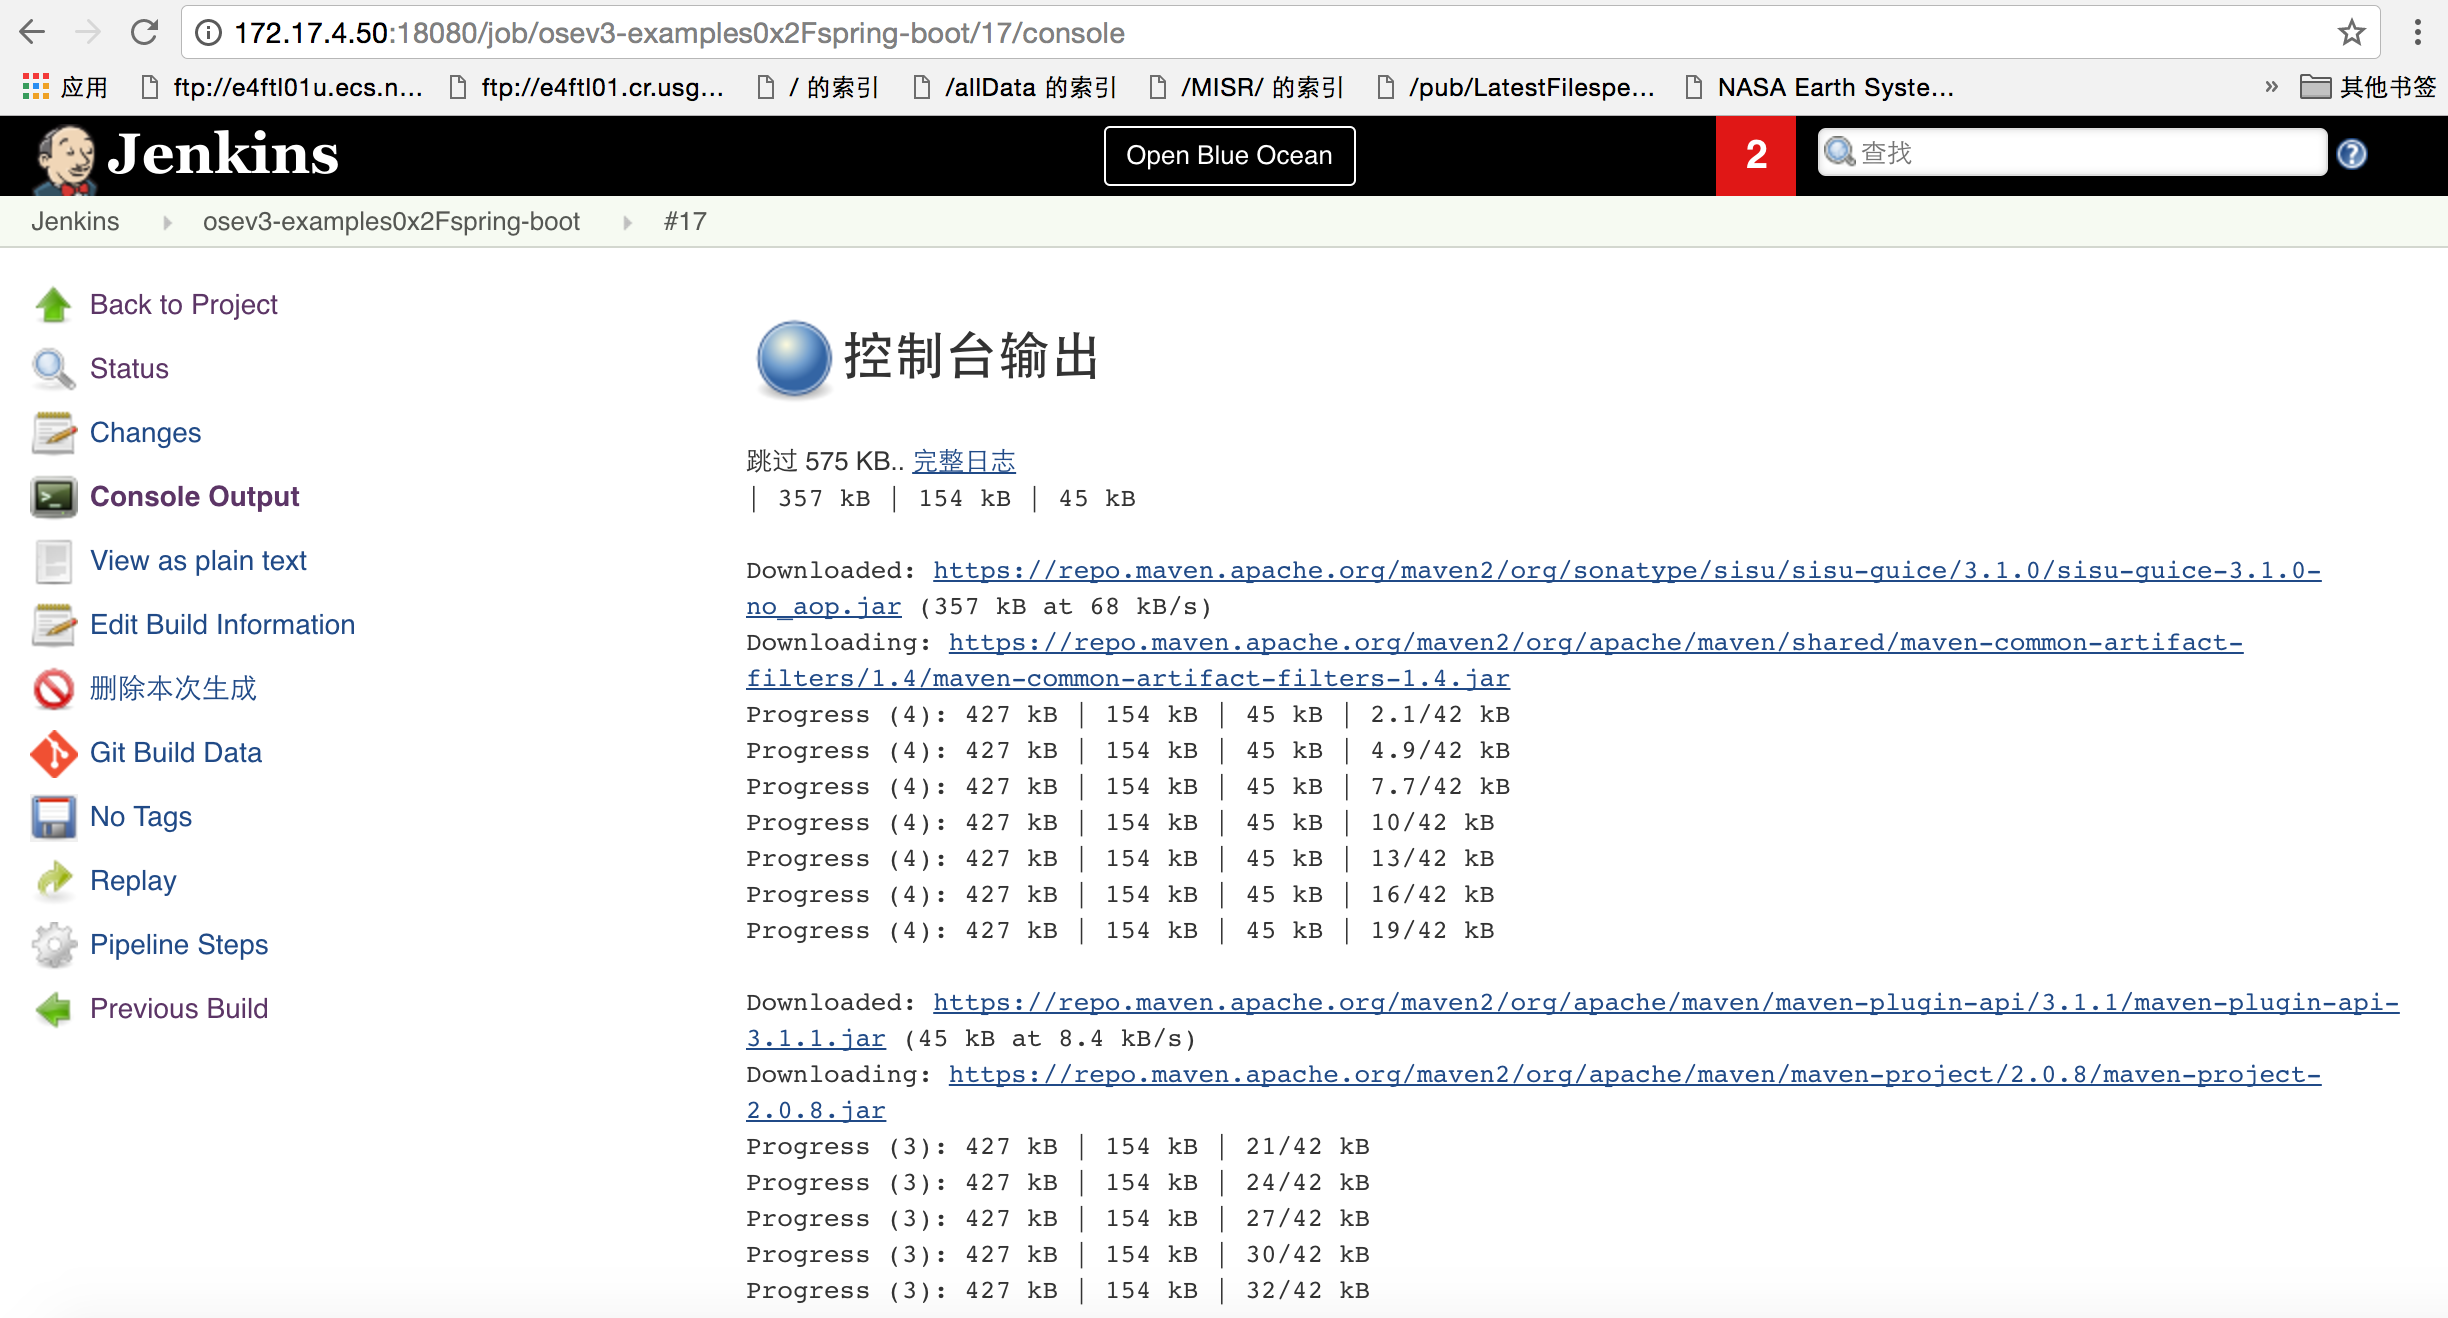 172.17.4.50:18080/job/osev3-examples0x2Fspring-boot/17/console
应用 ftp://e4ftl01u.ecs.n... ftp://e4ftl01.cr.usg... / 的索引 /allData 的索引 /MISR/ 的索引 /pub/LatestFilespe... NASA Earth Syste... » 其他书签
Jenkins Open Blue Ocean 2 查找 ?
Jenkins osev3-examples0x2Fspring-boot #17
Back to Project
Status
Changes
Console Output
View as plain text
Edit Build Information
删除本次生成
Git Build Data
No Tags
Replay
Pipeline Steps
Previous Build
控制台输出
跳过 575 KB.. 完整日志
| 357 kB | 154 kB | 45 kB
Downloaded: https://repo.maven.apache.org/maven2/org/sonatype/sisu/sisu-guice/3.1.0/sisu-guice-3.1.0-
no_aop.jar (357 kB at 68 kB/s)
Downloading: https://repo.maven.apache.org/maven2/org/apache/maven/shared/maven-common-artifact-
filters/1.4/maven-common-artifact-filters-1.4.jar
Progress (4): 427 kB | 154 kB | 45 kB | 2.1/42 kB
Progress (4): 427 kB | 154 kB | 45 kB | 4.9/42 kB
Progress (4): 427 kB | 154 kB | 45 kB | 7.7/42 kB
Progress (4): 427 kB | 154 kB | 45 kB | 10/42 kB
Progress (4): 427 kB | 154 kB | 45 kB | 13/42 kB
Progress (4): 427 kB | 154 kB | 45 kB | 16/42 kB
Progress (4): 427 kB | 154 kB | 45 kB | 19/42 kB
Downloaded: https://repo.maven.apache.org/maven2/org/apache/maven/maven-plugin-api/3.1.1/maven-plugin-api-
3.1.1.jar (45 kB at 8.4 kB/s)
Downloading: https://repo.maven.apache.org/maven2/org/apache/maven/maven-project/2.0.8/maven-project-
2.0.8.jar
Progress (3): 427 kB | 154 kB | 21/42 kB
Progress (3): 427 kB | 154 kB | 24/42 kB
Progress (3): 427 kB | 154 kB | 27/42 kB
Progress (3): 427 kB | 154 kB | 30/42 kB
Progress (3): 427 kB | 154 kB | 32/42 kB